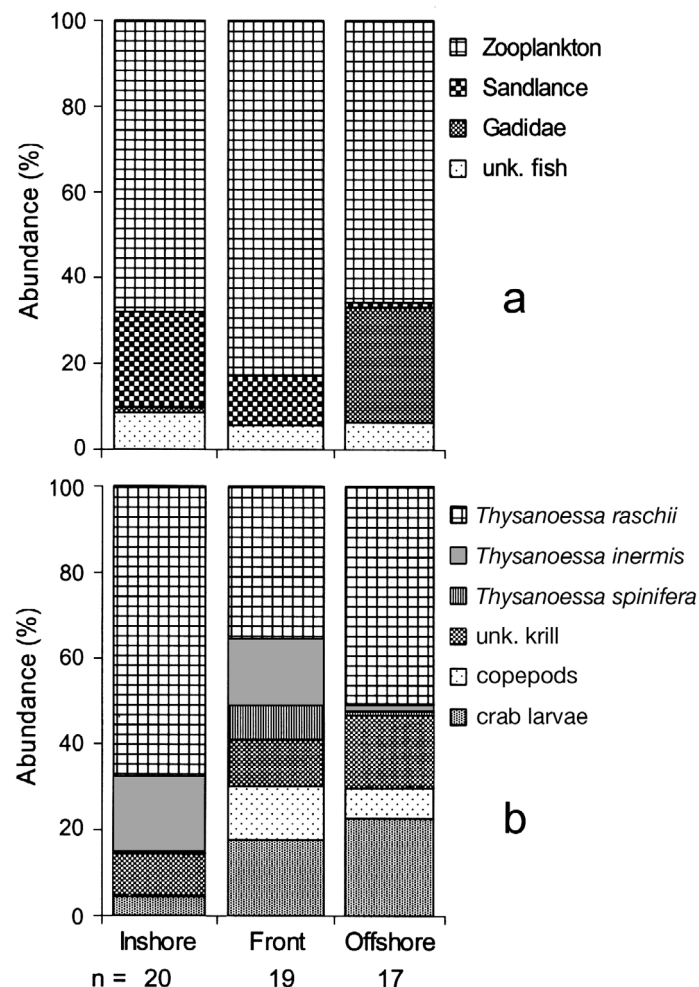 100
80
60
40
20
0
Abundance (%)
Zooplankton
Sandlance
Gadidae
unk. fish
a
100
80
60
40
20
0
Abundance (%)
Thysanoessa raschii
Thysanoessa inermis
Thysanoessa spinifera
unk. krill
copepods
crab larvae
b
Inshore Front Offshore
n = 20 19 17